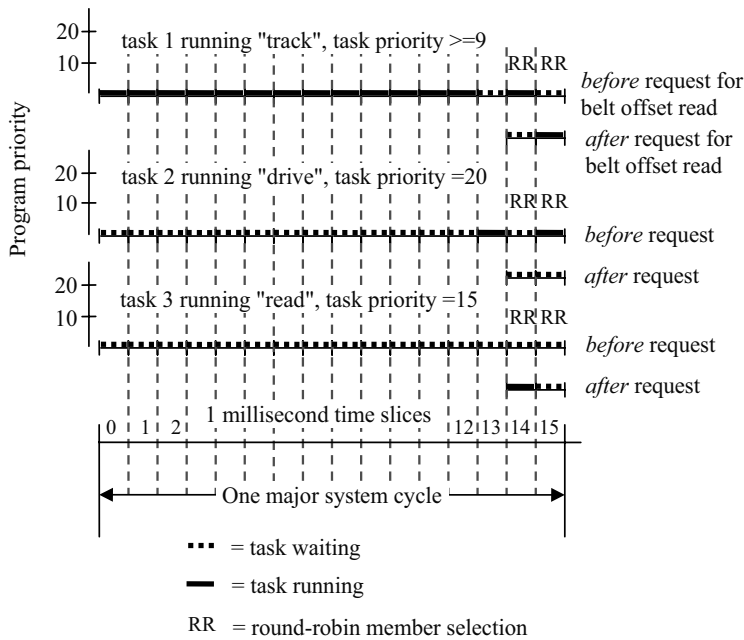 20
10
task 1 running "track", task priority >=9
RR RR
before request for
belt offset read
after request for
belt offset read
Program priority
20
10
task 2 running "drive", task priority =20
RR RR
before request
after request
20
10
task 3 running "read", task priority =15
RR RR
before request
after request
1 millisecond time slices
0 1 2 12 13 14 15
One major system cycle
= task waiting
= task running
RR = round-robin member selection